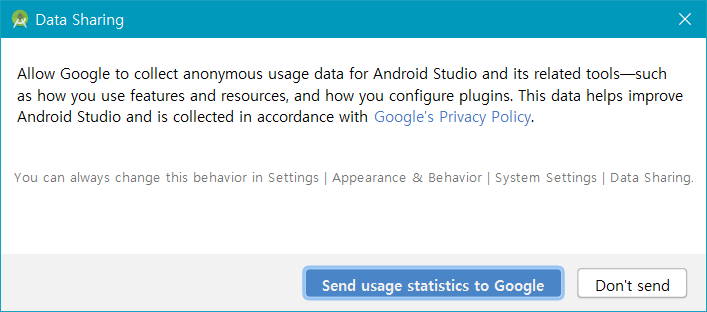 Data Sharing
Allow Google to collect anonymous usage data for Android Studio and its related tools—such
as how you use features and resources, and how you configure plugins. This data helps improve
Android Studio and is collected in accordance with Google's Privacy Policy.
You can always change this behavior in Settings | Appearance & Behavior | System Settings | Data Sharing.
Send usage statistics to Google
Don't send